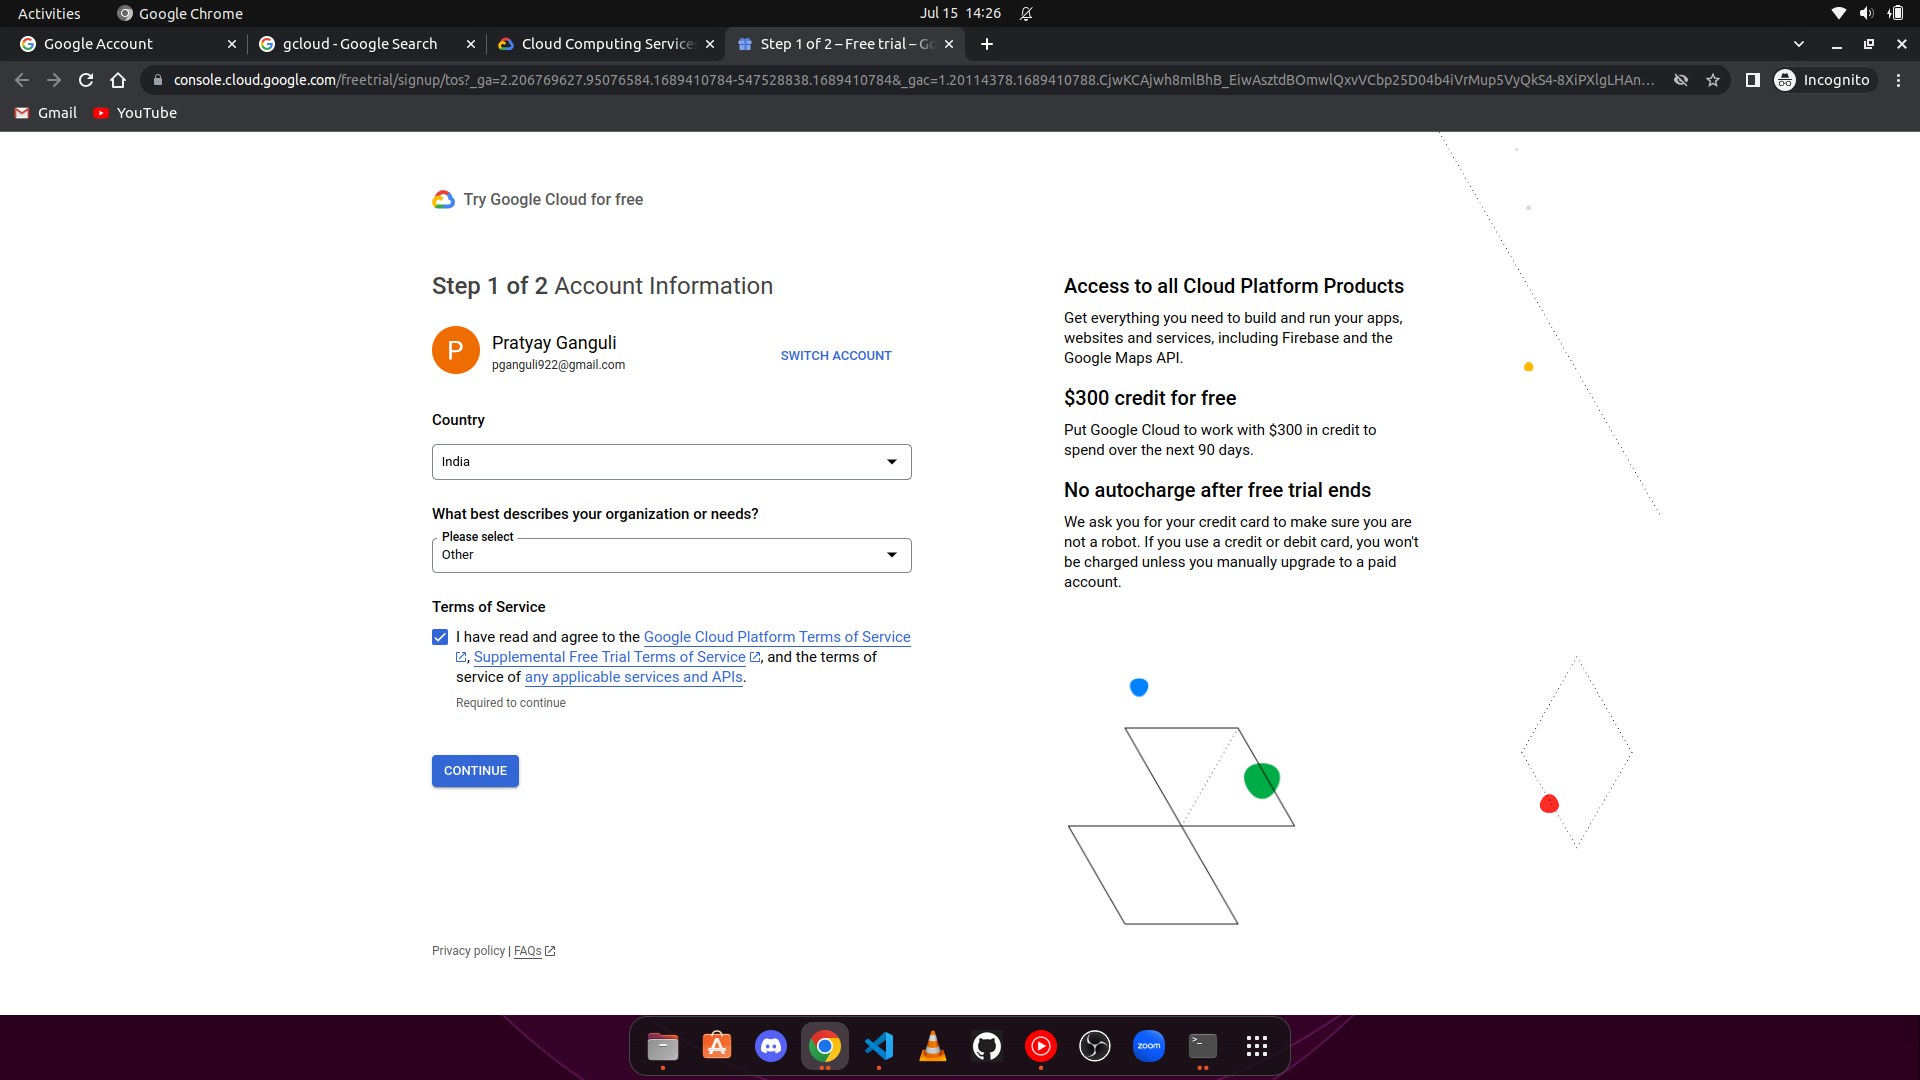 Activities
Google Chrome
Jul 15 14:26
Google Account
gcloud - Google Search
Cloud Computing Service
Step 1 of 2 – Free trial – Go
console.cloud.google.com/freetrial/signup/tos?_ga=2.206769627.95076584.1689410784-547528838.1689410784&_gac=1.20114378.1689410788.CjwKCAjwh8mlBhB_EiwAsztdBOmwlQxvVCbp25D04b4iVrMup5VyQkS4-8XiPXlgLHAn...
Incognito
Gmail
YouTube
Try Google Cloud for free
Step 1 of 2 Account Information
P
Pratyay Ganguli
pganguli922@gmail.com
SWITCH ACCOUNT
Country
India
What best describes your organization or needs?
Please select
Other
Terms of Service
I have read and agree to the Google Cloud Platform Terms of Service
, Supplemental Free Trial Terms of Service , and the terms of
service of any applicable services and APIs.
Required to continue
CONTINUE
Privacy policy | FAQs
Access to all Cloud Platform Products
Get everything you need to build and run your apps,
websites and services, including Firebase and the
Google Maps API.
$300 credit for free
Put Google Cloud to work with $300 in credit to
spend over the next 90 days.
No autocharge after free trial ends
We ask you for your credit card to make sure you are
not a robot. If you use a credit or debit card, you won't
be charged unless you manually upgrade to a paid
account.
zoom